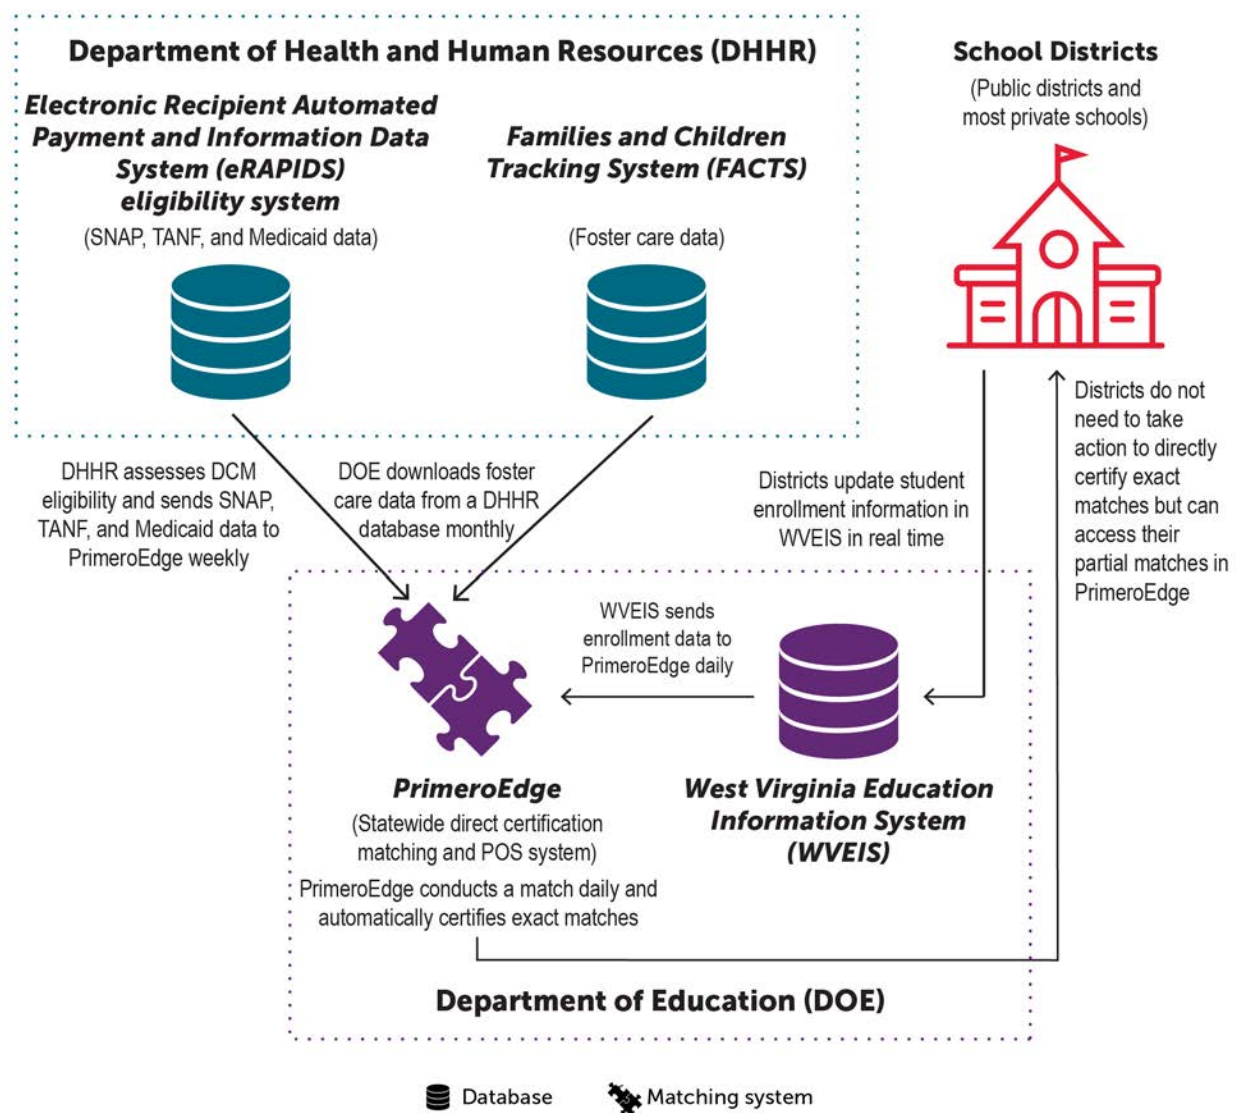 Department of Health and Human Resources (DHHR)
Electronic Recipient Automated
Payment and Information Data
System (eRAPIDS)
eligibility system
(SNAP, TANF, and Medicaid data)
Families and Children
Tracking System (FACTS)
(Foster care data)
School Districts
(Public districts and
most private schools)
DHHR assesses DCM
eligibility and sends SNAP,
TANF, and Medicaid data to
PrimeroEdge weekly
DOE downloads foster
care data from a DHHR
database monthly
Districts update student
enrollment information in
WVEIS in real time
Districts do not
need to take
action to directly
certify exact
matches but can
access their
partial matches in
PrimeroEdge
WVEIS sends
enrollment data to
PrimeroEdge daily
PrimeroEdge
(Statewide direct certification
matching and POS system)
PrimeroEdge conducts a match daily and
automatically certifies exact matches
West Virginia Education
Information System
(WVEIS)
Department of Education (DOE)
Database
Matching system